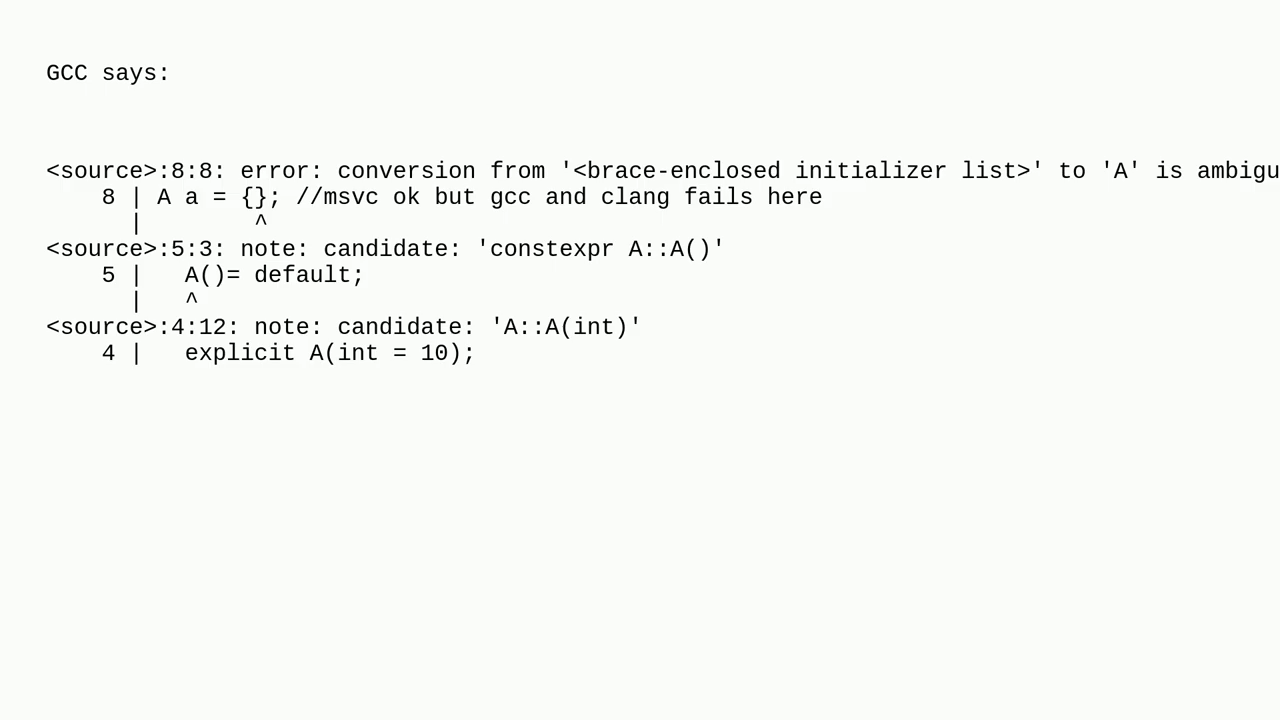 GCC says:
<source>:8:8: error: conversion from '<brace-enclosed initializer list>' to 'A' is ambigu
    8 | A a = {}; //msvc ok but gcc and clang fails here
      |        ^
<source>:5:3: note: candidate: 'constexpr A::A()'
    5 |   A()= default;
      |   ^
<source>:4:12: note: candidate: 'A::A(int)'
    4 |   explicit A(int = 10);